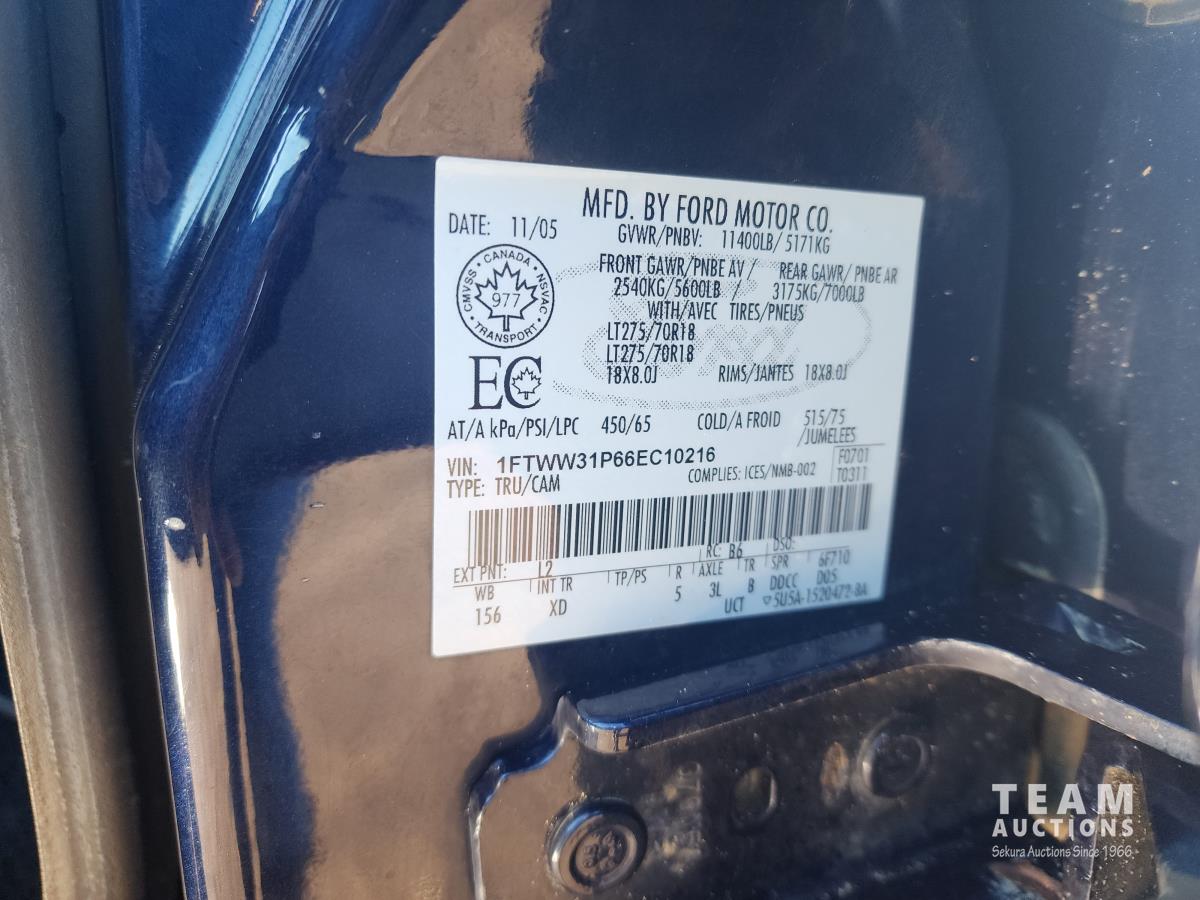 MFD. BY FORD MOTOR CO.
DATE: 11/05
GVWR/PNBV: 11400LB/ 5171KG
CANADA
CMVSS
NSVAC
977
TRANSPORT
FRONT GAWR/PNBE AV / REAR GAWR/ PNBE AR
2540KG/5600LB / 3175KG/7000LB
WITH/AVEC TIRES/PNEUS
LT275/70R18
LT275/70R18
18X8.0J RIMS/JANTES 18X8.0J
EC
AT/A kPa/PSI/LPC 450/65 COLD/A FROID 515/75
/JUMELEES
VIN: 1FTWW31P66EC10216
F0701
TYPE: TRU/CAM COMPLIES: ICES/NMB-002 T0311
RC: B6 DSO:
EXT PNT: L2
WB INT TR TP/PS R AXLE TR SPR 6F710
156 XD 5 3L B DDCC D05
UCT 5U5A-1520472-BA
TEAM
AUCTIONS
Sekura Auctions Since 1966